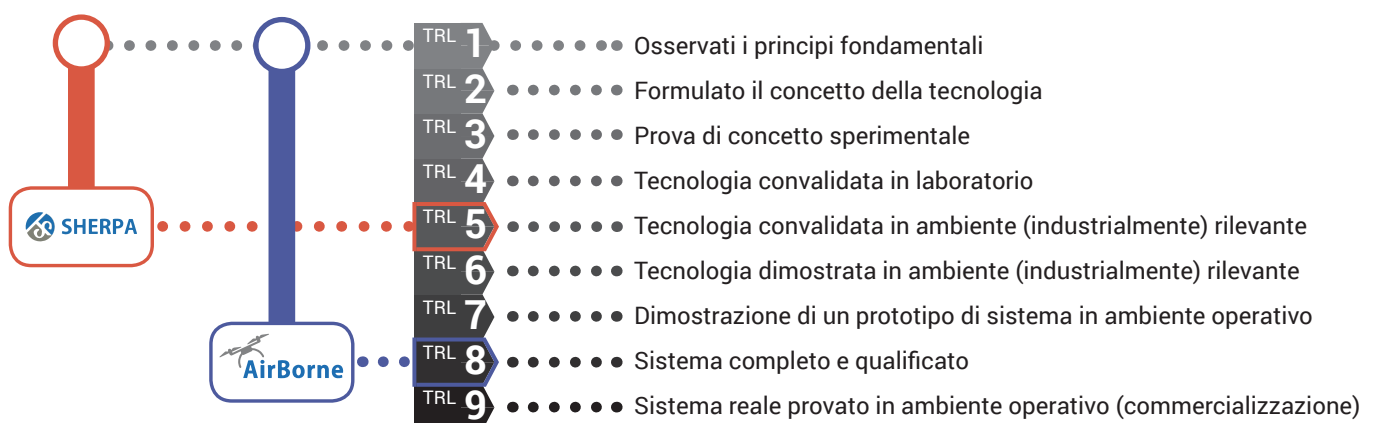 TRL 1 Osservati i principi fondamentali
TRL 2 Formulato il concetto della tecnologia
TRL 3 Prova di concetto sperimentale
TRL 4 Tecnologia convalidata in laboratorio
SHERPA TRL 5 Tecnologia convalidata in ambiente (industrialmente) rilevante
TRL 6 Tecnologia dimostrata in ambiente (industrialmente) rilevante
TRL 7 Dimostrazione di un prototipo di sistema in ambiente operativo
AirBorne TRL 8 Sistema completo e qualificato
TRL 9 Sistema reale provato in ambiente operativo (commercializzazione)